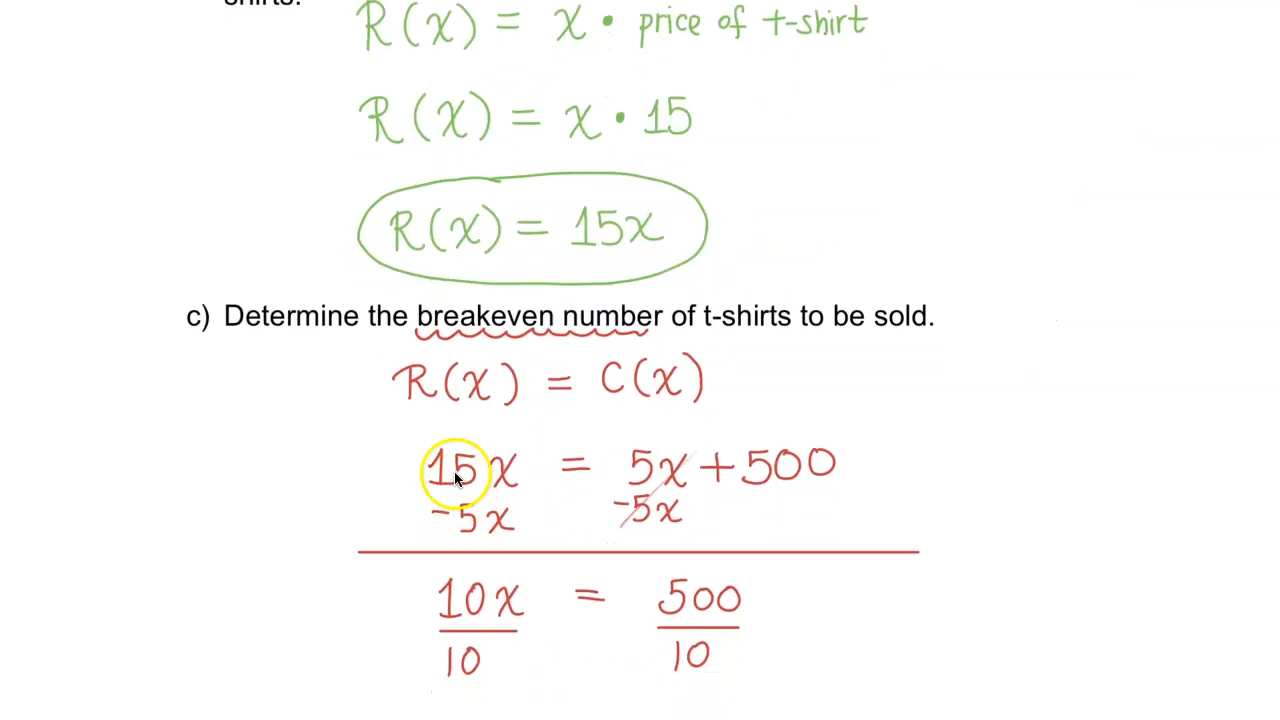 shirts.
R(x) = x • price of t-shirt
R(x) = x • 15
R(x) = 15x
c) Determine the breakeven number of t-shirts to be sold.
R(x) = C(x)
15x = 5x + 500
-5x -5x
10x = 500
10 10